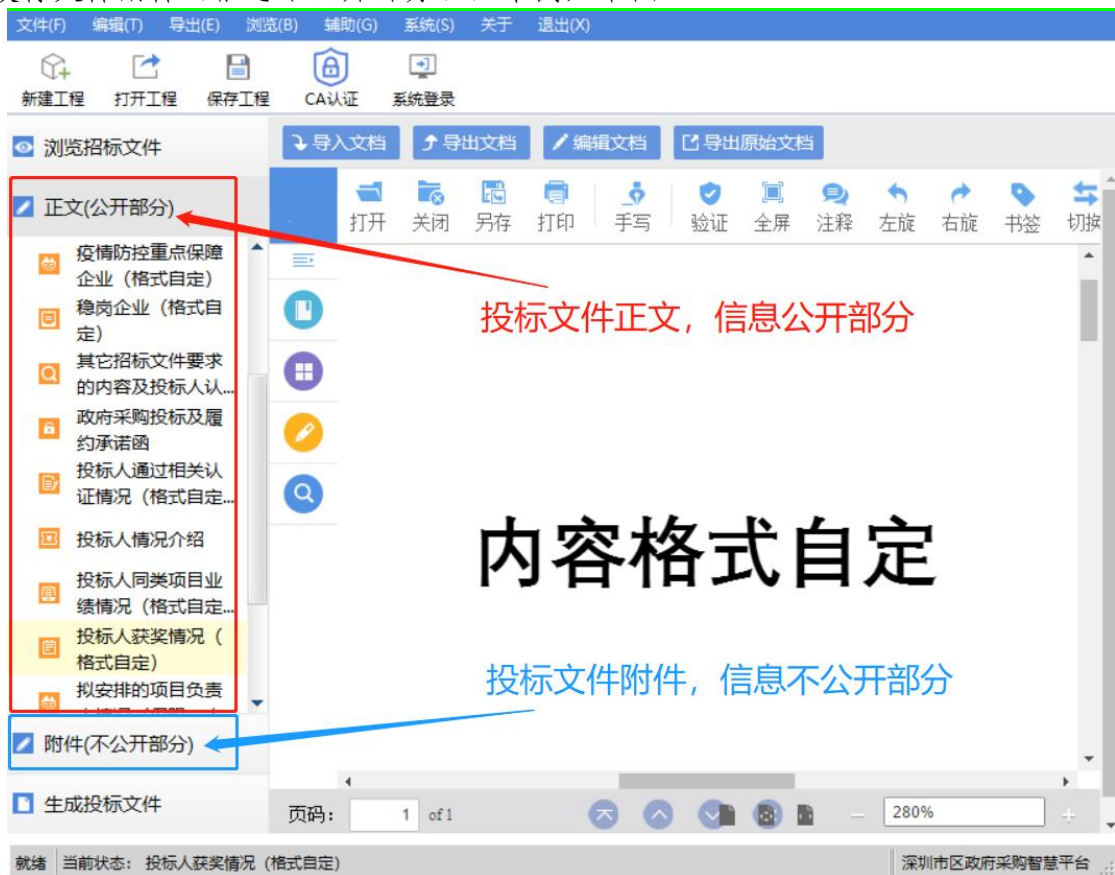 文件(F) 编辑(T) 导出(E) 浏览(B) 辅助(G) 系统(S) 关于 退出(X)
新建工程 打开工程 保存工程 CA认证 系统登录
浏览招标文件
导入文档 导出文档 编辑文档 导出原始文档
正文(公开部分)
打开 关闭 另存 打印 手写 验证 全屏 注释 左旋 右旋 书签 切换
疫情防控重点保障
企业（格式自定）
稳岗企业（格式自
定）
其它招标文件要求
的内容及投标人认...
政府采购投标及履
约承诺函
投标人通过相关认
证情况（格式自定...
投标人情况介绍
投标人同类项目业
绩情况（格式自定...
投标人获奖情况（
格式自定）
拟安排的项目负责
投标文件正文，信息公开部分
内容格式自定
投标文件附件，信息不公开部分
附件(不公开部分)
生成投标文件
页码： 1 of 1 280%
就绪 当前状态： 投标人获奖情况（格式自定） 深圳市区政府采购智慧平台